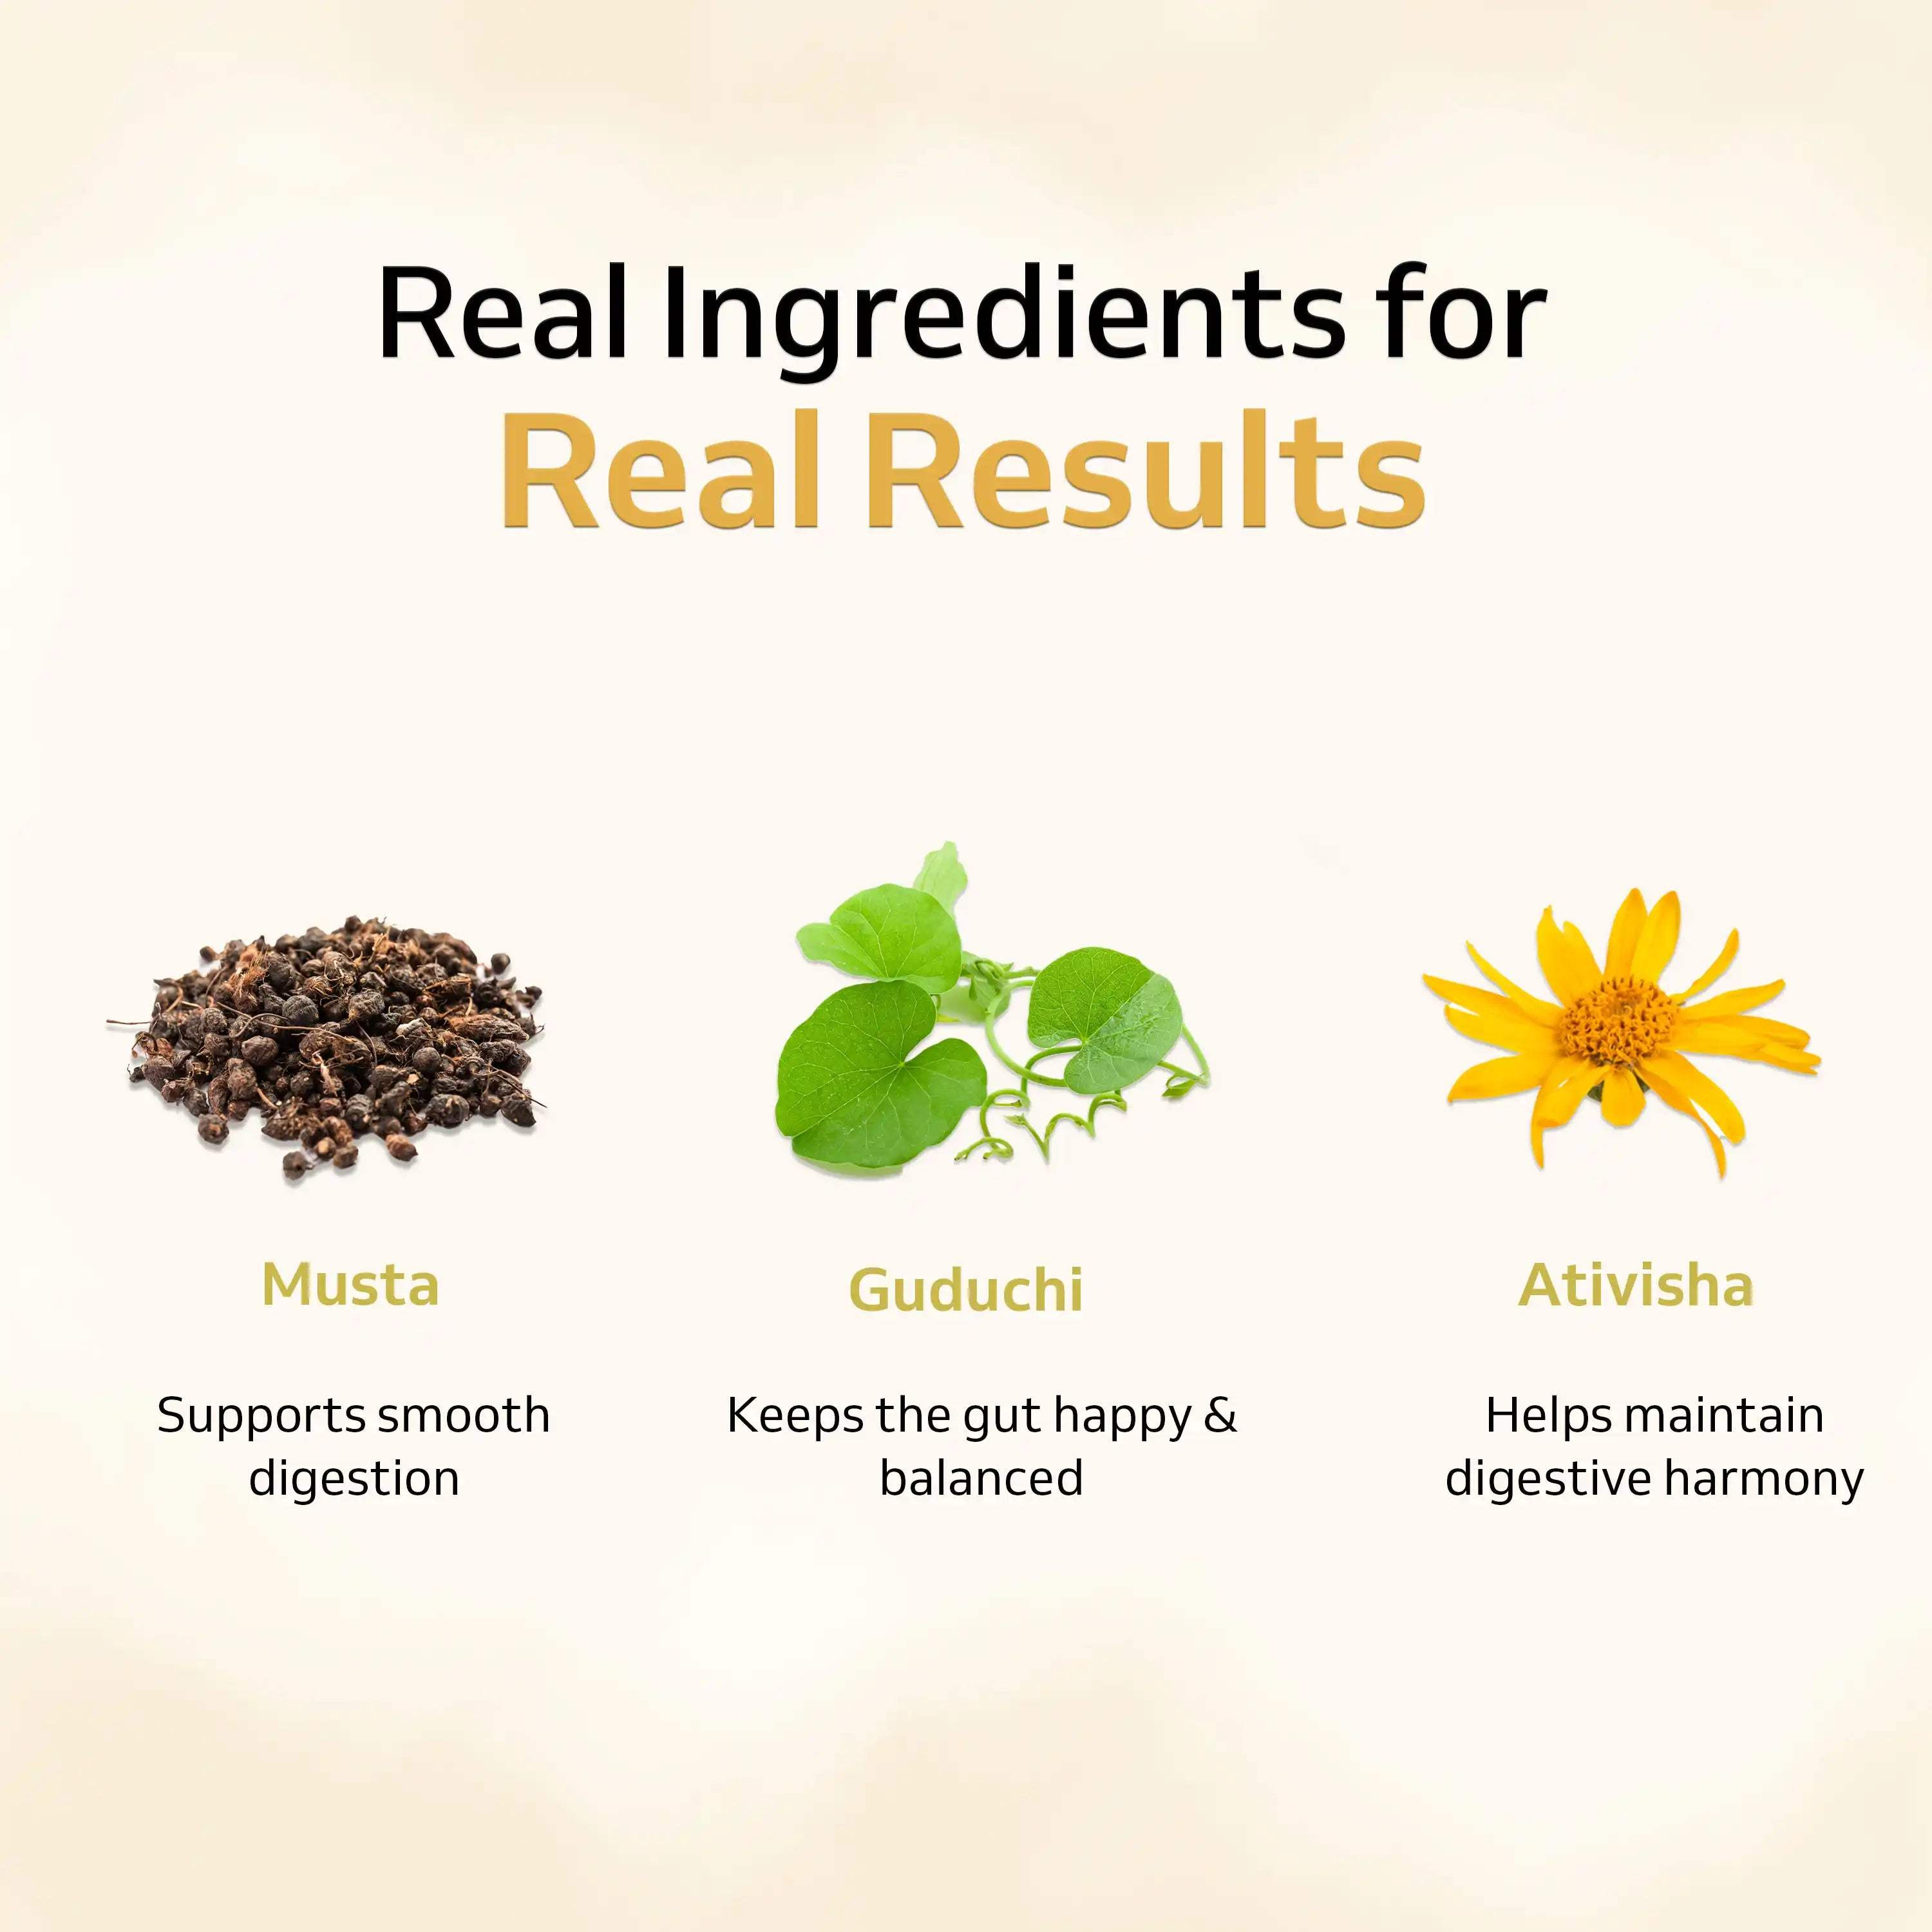 Real Ingredients for
Real Results
Musta
Guduchi
Ativisha
Supports smooth
digestion
Keeps the gut happy &
balanced
Helps maintain
digestive harmony